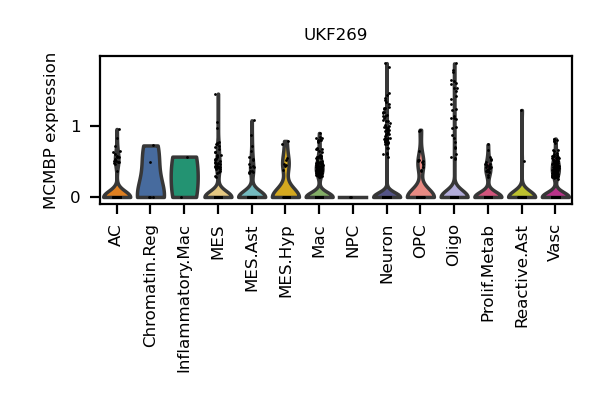 UKF269
MCMBP expression
1
0
AC
Chromatin.Reg
Inflammatory.Mac
MES
MES.Ast
MES.Hyp
Mac
NPC
Neuron
OPC
Oligo
Prolif.Metab
Reactive.Ast
Vasc